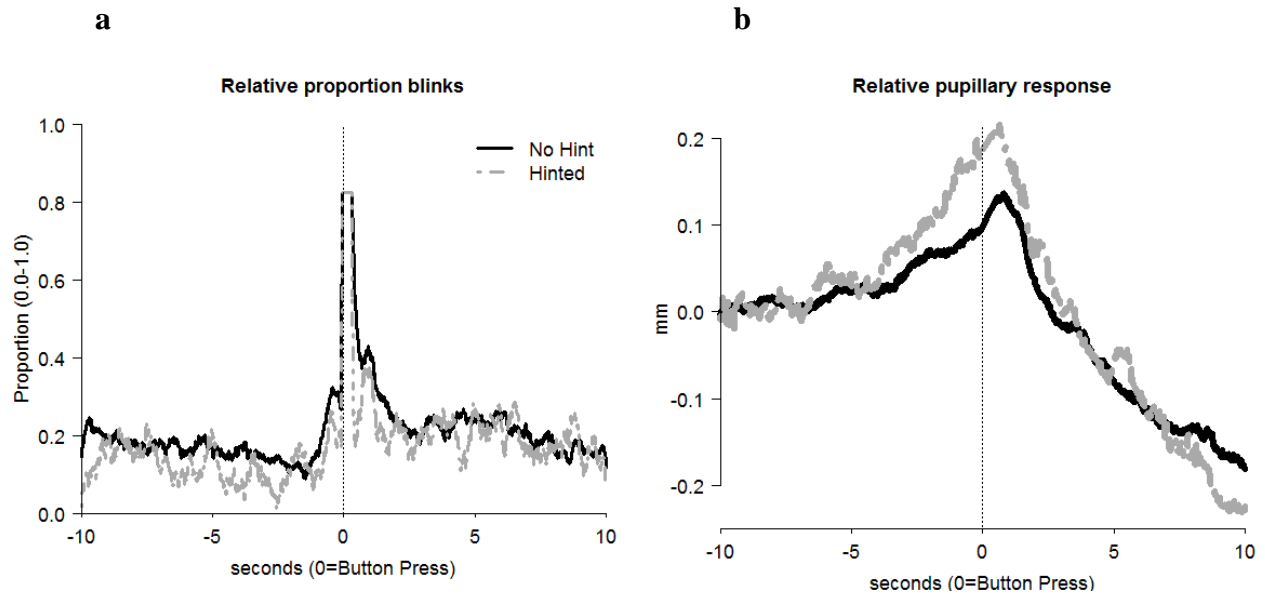 a
Relative proportion blinks
Proportion (0.0-1.0)
1.0
0.8
0.6
0.4
0.2
0.0
No Hint
Hinted
-10 -5 0 5 10
seconds (0=Button Press)
b
Relative pupillary response
mm
0.2
0.1
0.0
-0.1
-0.2
-10 -5 0 5 10
seconds (0=Button Press)